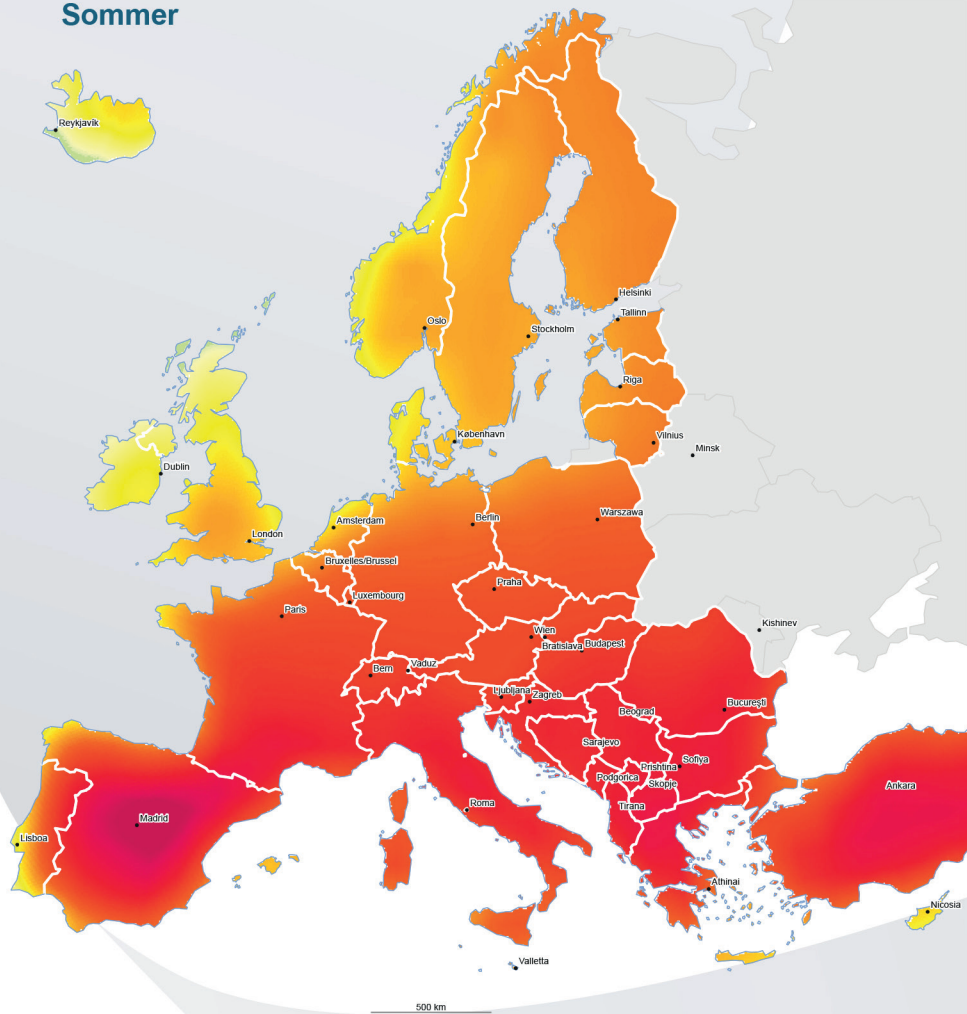 Sommer
Reykjavík
Helsinki
Tallinn
Oslo
Stockholm
Riga
København
Vilnius
Minsk
Dublin
Warszawa
Berlin
Amsterdam
London
Bruxelles/Brussel
Praha
Luxembourg
Paris
Kishinev
Wien
Bratislava
Budapest
Vaduz
Bern
Ljubljana
Zagreb
Bucureşti
Beograd
Sarajevo
Sofiya
Prishtina
Podgorica
Skopje
Ankara
Tirana
Roma
Madrid
Lisboa
Athinai
Nicosia
Valletta
500 km